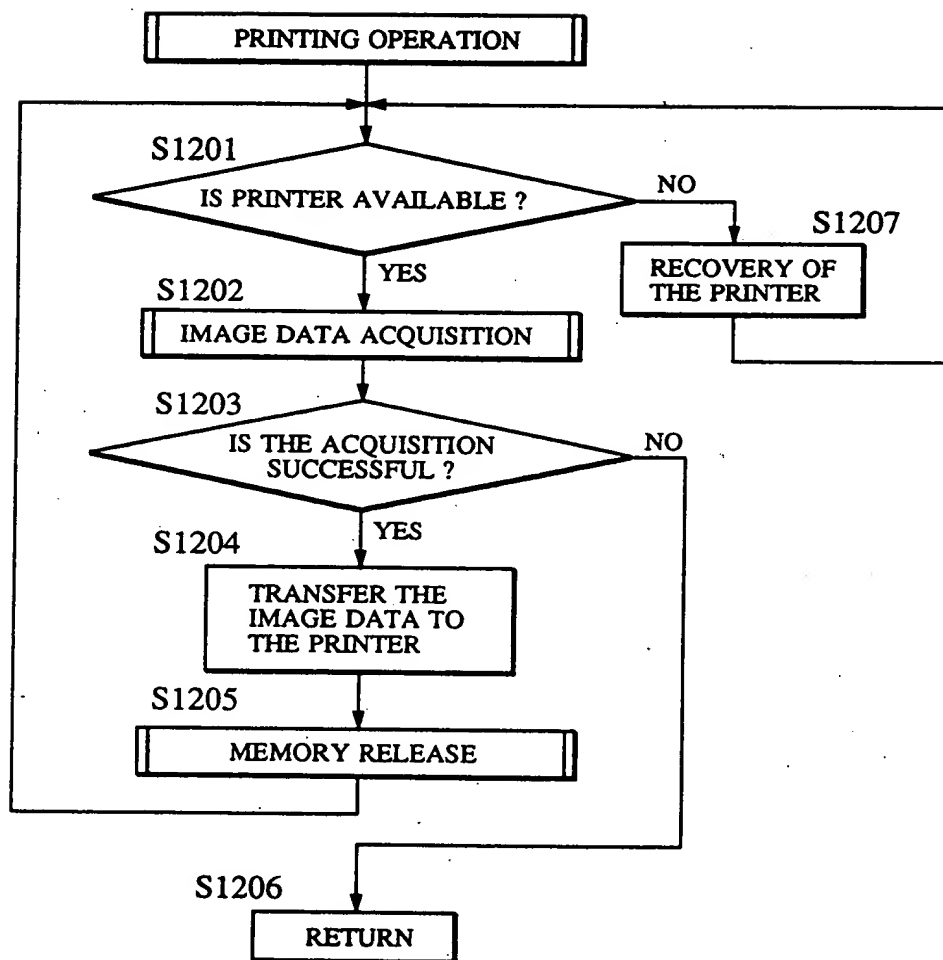 PRINTING OPERATION
S1201
IS PRINTER AVAILABLE ?
NO
S1207
YES
RECOVERY OF
THE PRINTER
S1202
IMAGE DATA ACQUISITION
S1203
IS THE ACQUISITION
SUCCESSFUL ?
NO
YES
S1204
TRANSFER THE
IMAGE DATA TO
THE PRINTER
S1205
MEMORY RELEASE
S1206
RETURN